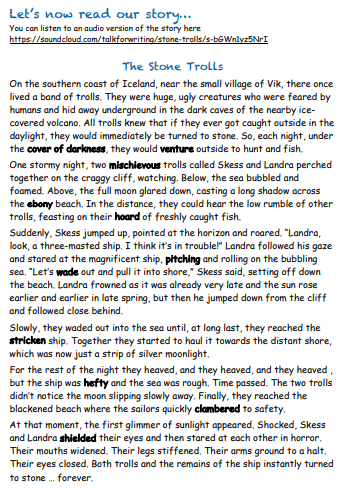 Let's now read our story...
You can listen to an audio version of the story here
https://soundcloud.com/talkforwriting/stone-trolls/s-bGWn1yz5NrI
The Stone Trolls
On the southern coast of Iceland, near the small village of Vik, there once
lived a band of trolls. They were huge, ugly creatures who were feared by
humans and hid away underground in the dark caves of the nearby ice-
covered volcano. All trolls knew that if they ever got caught outside in the
daylight, they would immediately be turned to stone. So, each night, under
the cover of darkness, they would venture outside to hunt and fish.
One stormy night, two mischievous trolls called Skess and Landra perched
together on the craggy cliff, watching. Below, the sea bubbled and
foamed. Above, the full moon glared down, casting a long shadow across
the ebony beach. In the distance, they could hear the low rumble of other
trolls, feasting on their hoard of freshly caught fish.
Suddenly, Skess jumped up, pointed at the horizon and roared. "Landra,
look, a three-masted ship. I think it's in trouble!" Landra followed his gaze
and stared at the magnificent ship, pitching and rolling on the bubbling
sea. "Let's wade out and pull it into shore," Skess said, setting off down
the beach. Landra frowned as it was already very late and the sun rose
earlier and earlier in late spring, but then he jumped down from the cliff
and followed close behind.
Slowly, they waded out into the sea until, at long last, they reached the
stricken ship. Together they started to haul it towards the distant shore,
which was now just a strip of silver moonlight.
For the rest of the night they heaved, and they heaved, and they heaved ,
but the ship was hefty and the sea was rough. Time passed. The two trolls
didn't notice the moon slipping slowly away. Finally, they reached the
blackened beach where the sailors quickly clambered to safety.
At that moment, the first glimmer of sunlight appeared. Shocked, Skess
and Landra shielded their eyes and then stared at each other in horror.
Their mouths widened. Their legs stiffened. Their arms ground to a halt.
Their eyes closed. Both trolls and the remains of the ship instantly turned
to stone ... forever.